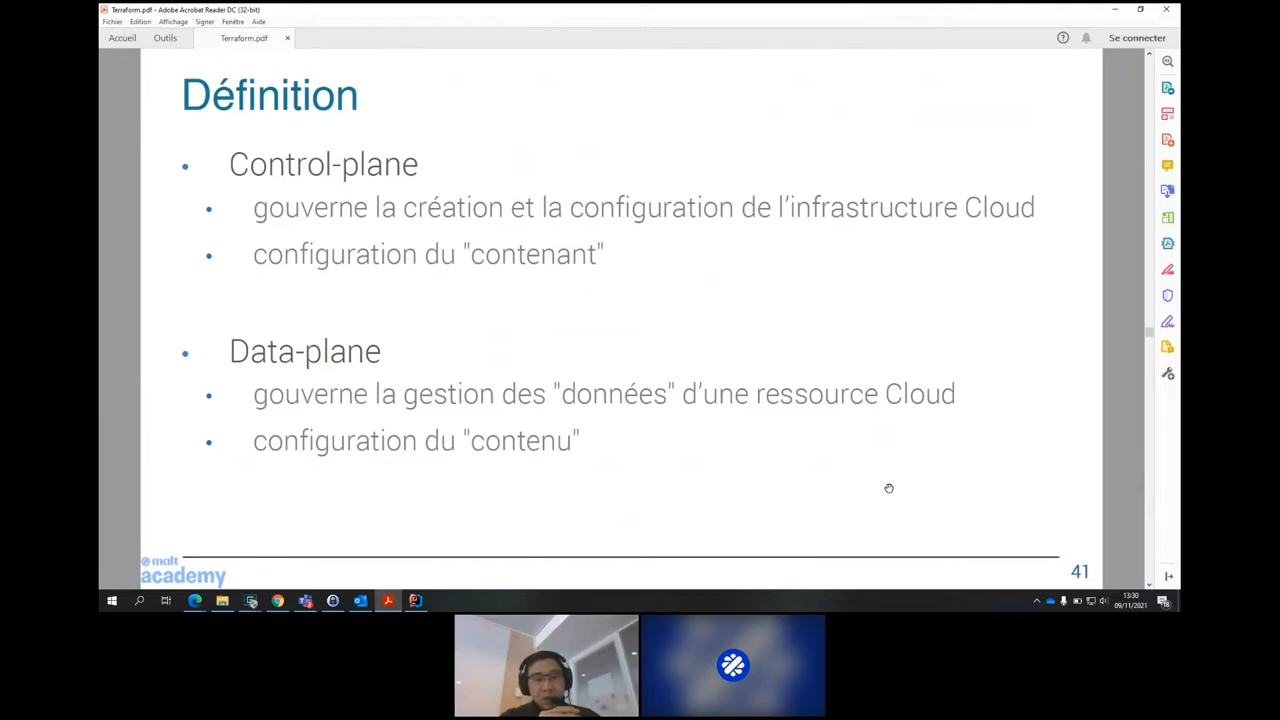 Terraform.pdf - Adobe Acrobat Reader DC (32-bit)
Fichier Edition Affichage Signer Fenêtre Aide
Accueil Outils Terraform.pdf × Se connecter
Définition
• Control-plane
• gouverne la création et la configuration de l'infrastructure Cloud
• configuration du "contenant"
• Data-plane
• gouverne la gestion des "données" d'une ressource Cloud
• configuration du "contenu"
malt
academy
41
13:30
09/11/2021